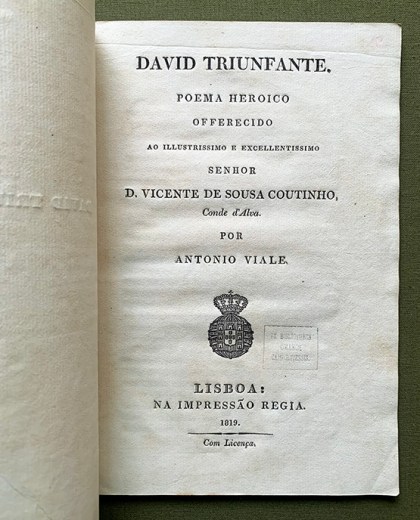 DAVID TRIUNFANTE.
POEMA HEROICO
OFFERECIDO
AO ILLUSTRISSIMO E EXCELLENTISSIMO
SENHOR
D. VICENTE DE SOUSA COUTINHO,
Conde d'Alva.
POR
ANTONIO VIALE.
LISBOA:
NA IMPRESSÃO REGIA.
1819.
Com Licença.